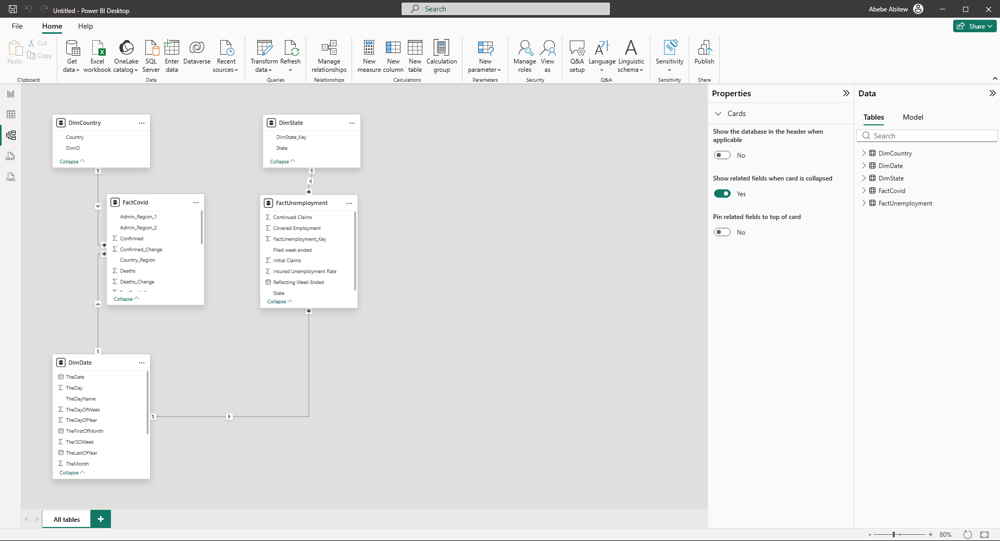 Untitled - Power BI Desktop
Search
Abebe Abitew
File
Home
Help
Share
Paste
Cut
Copy
Clipboard
Get data
Excel workbook
OneLake catalog
SQL Server
Enter data
Dataverse
Recent sources
Data
Transform data
Refresh
Queries
Manage relationships
Relationships
New measure
New column
New table
Calculation group
Calculations
New parameter
Parameters
Manage roles
View as
Security
Q&A setup
Language
Linguistic schema
Q&A
Sensitivity
Sensitivity
Publish
Share
DAX
TMDL
DimCountry
Country
DimID
Collapse
1
DimState
DimState_Key
State
Collapse
1
*
FactCovid
Admin_Region_1
Admin_Region_2
Confirmed
Confirmed_Change
Country_Region
Deaths
Deaths_Change
Collapse
*
*
FactUnemployment
Continued Claims
Covered Employment
FactUnemployment_Key
Filed week ended
Initial Claims
Insured Unemployment Rate
Reflecting Week Ended
State
Collapse
*
1
DimDate
TheDate
TheDay
TheDayName
TheDayOfWeek
TheDayOfYear
TheFirstOfMonth
TheISOWeek
TheLastOfYear
TheMonth
Collapse
1
Properties
Cards
Show the database in the header when
applicable
No
Show related fields when card is collapsed
Yes
Pin related fields to top of card
No
Data
Tables
Model
Search
DimCountry
DimDate
DimState
FactCovid
FactUnemployment
All tables
+
- + 80%